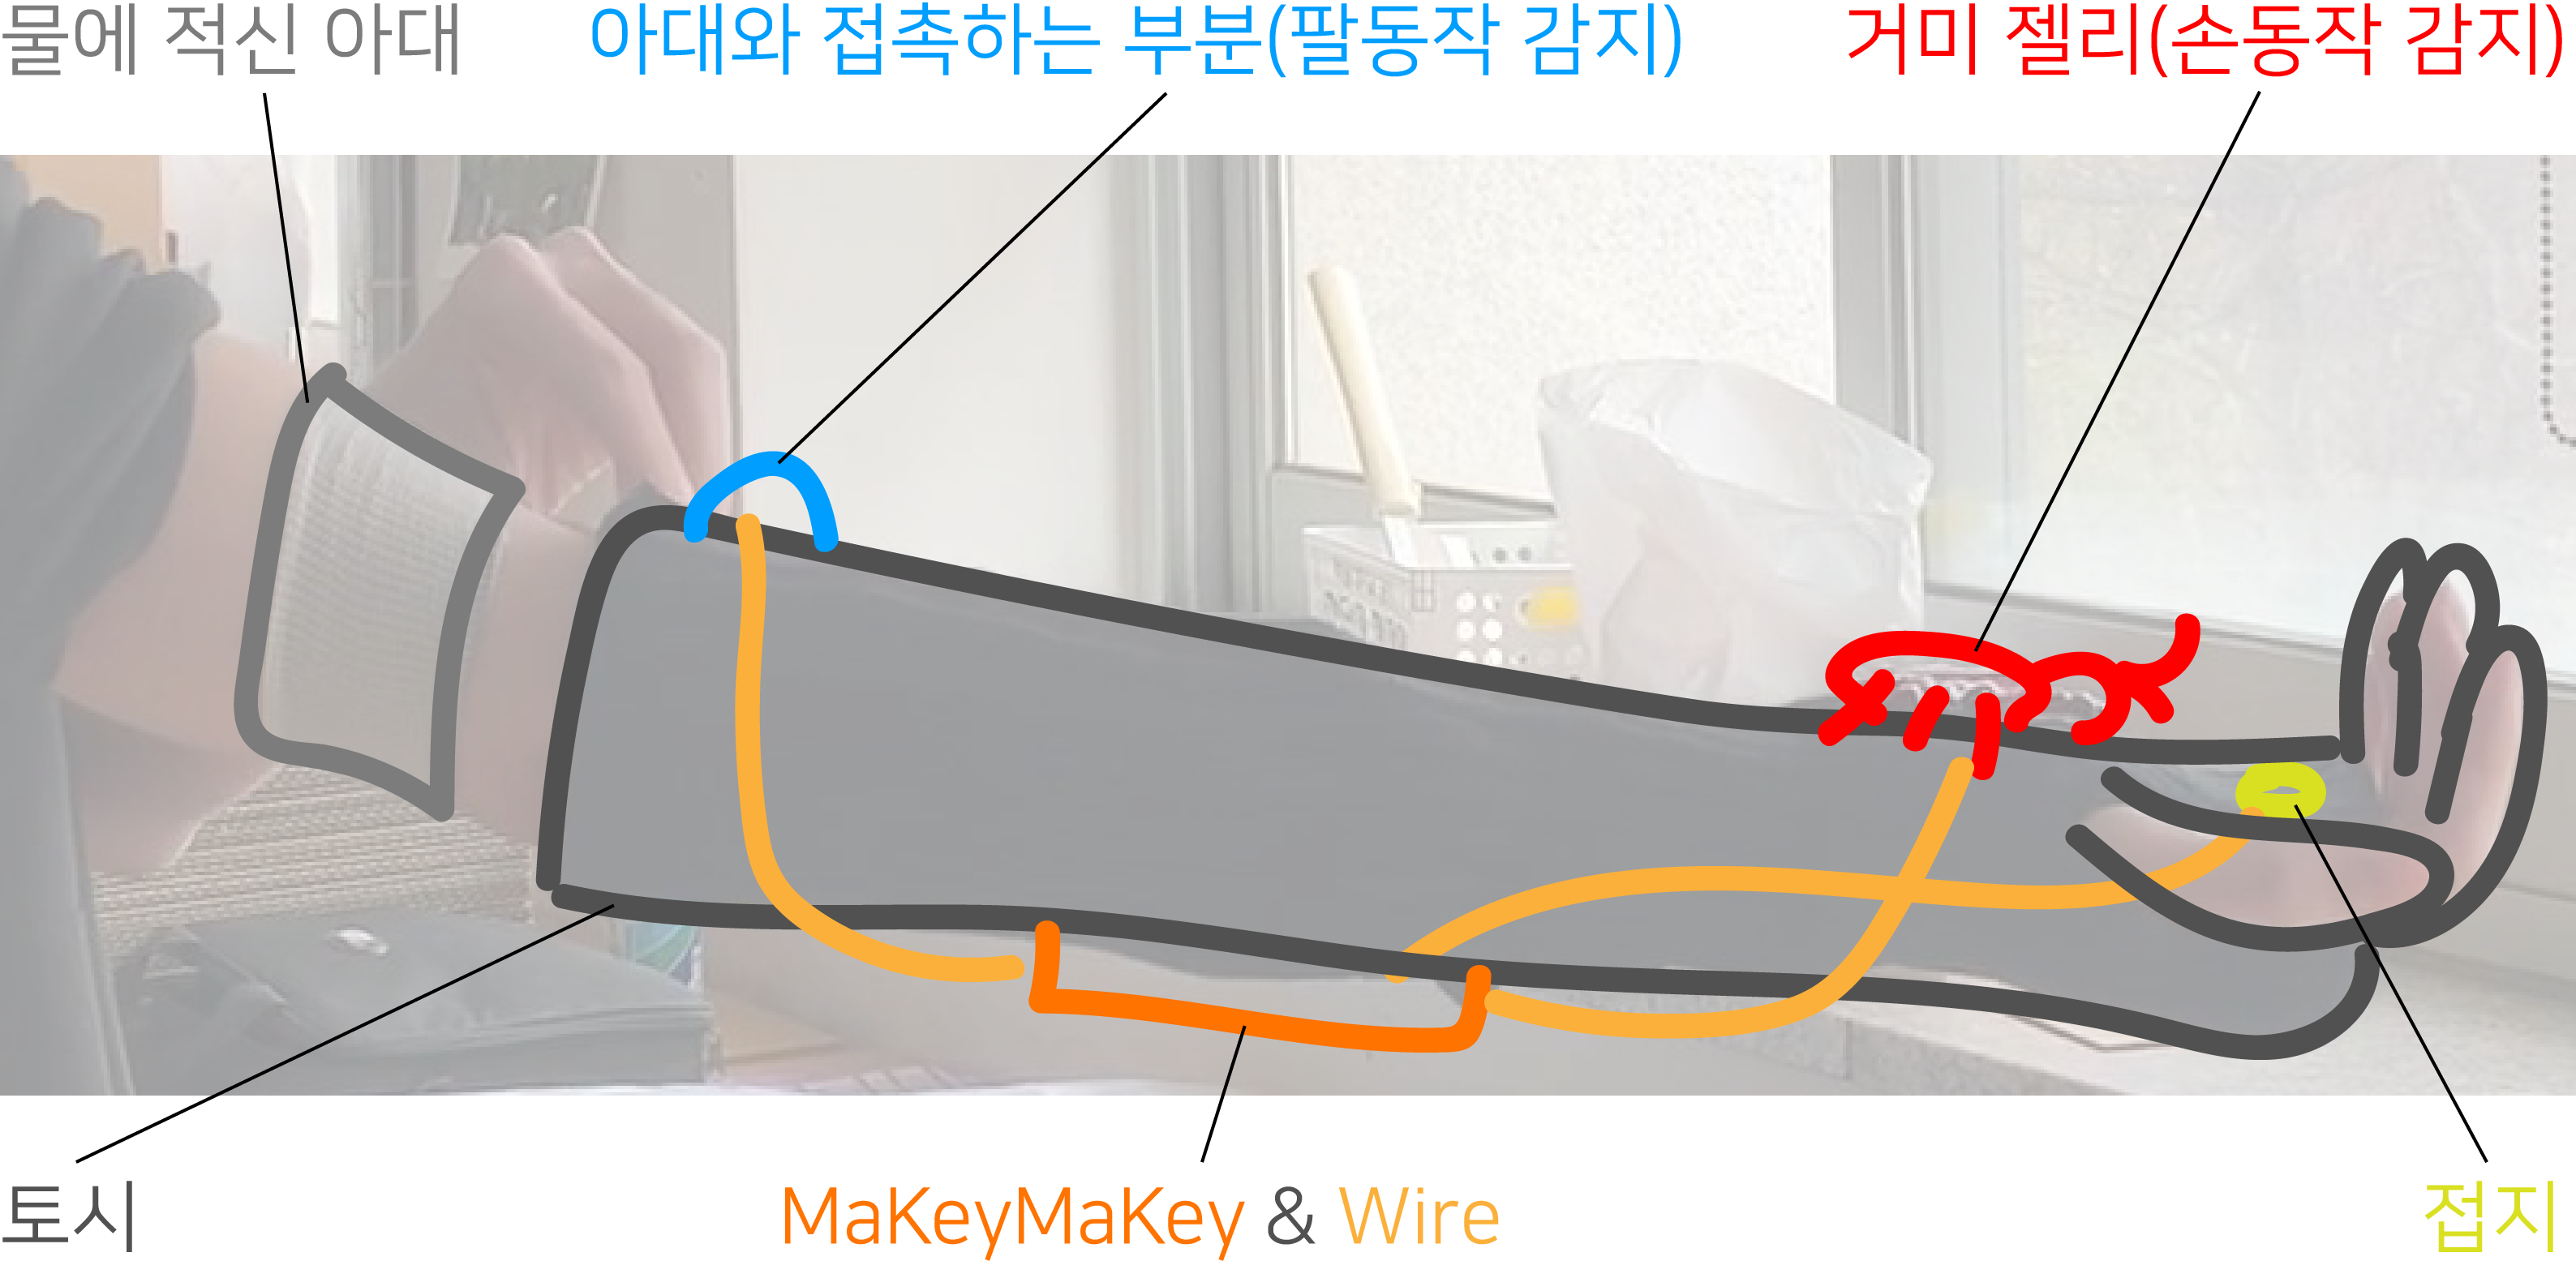 물에 적신 아대
아대와 접촉하는 부분(팔동작 감지)
거미 젤리(손동작 감지)
토시
MaKeyMaKey & Wire
접지